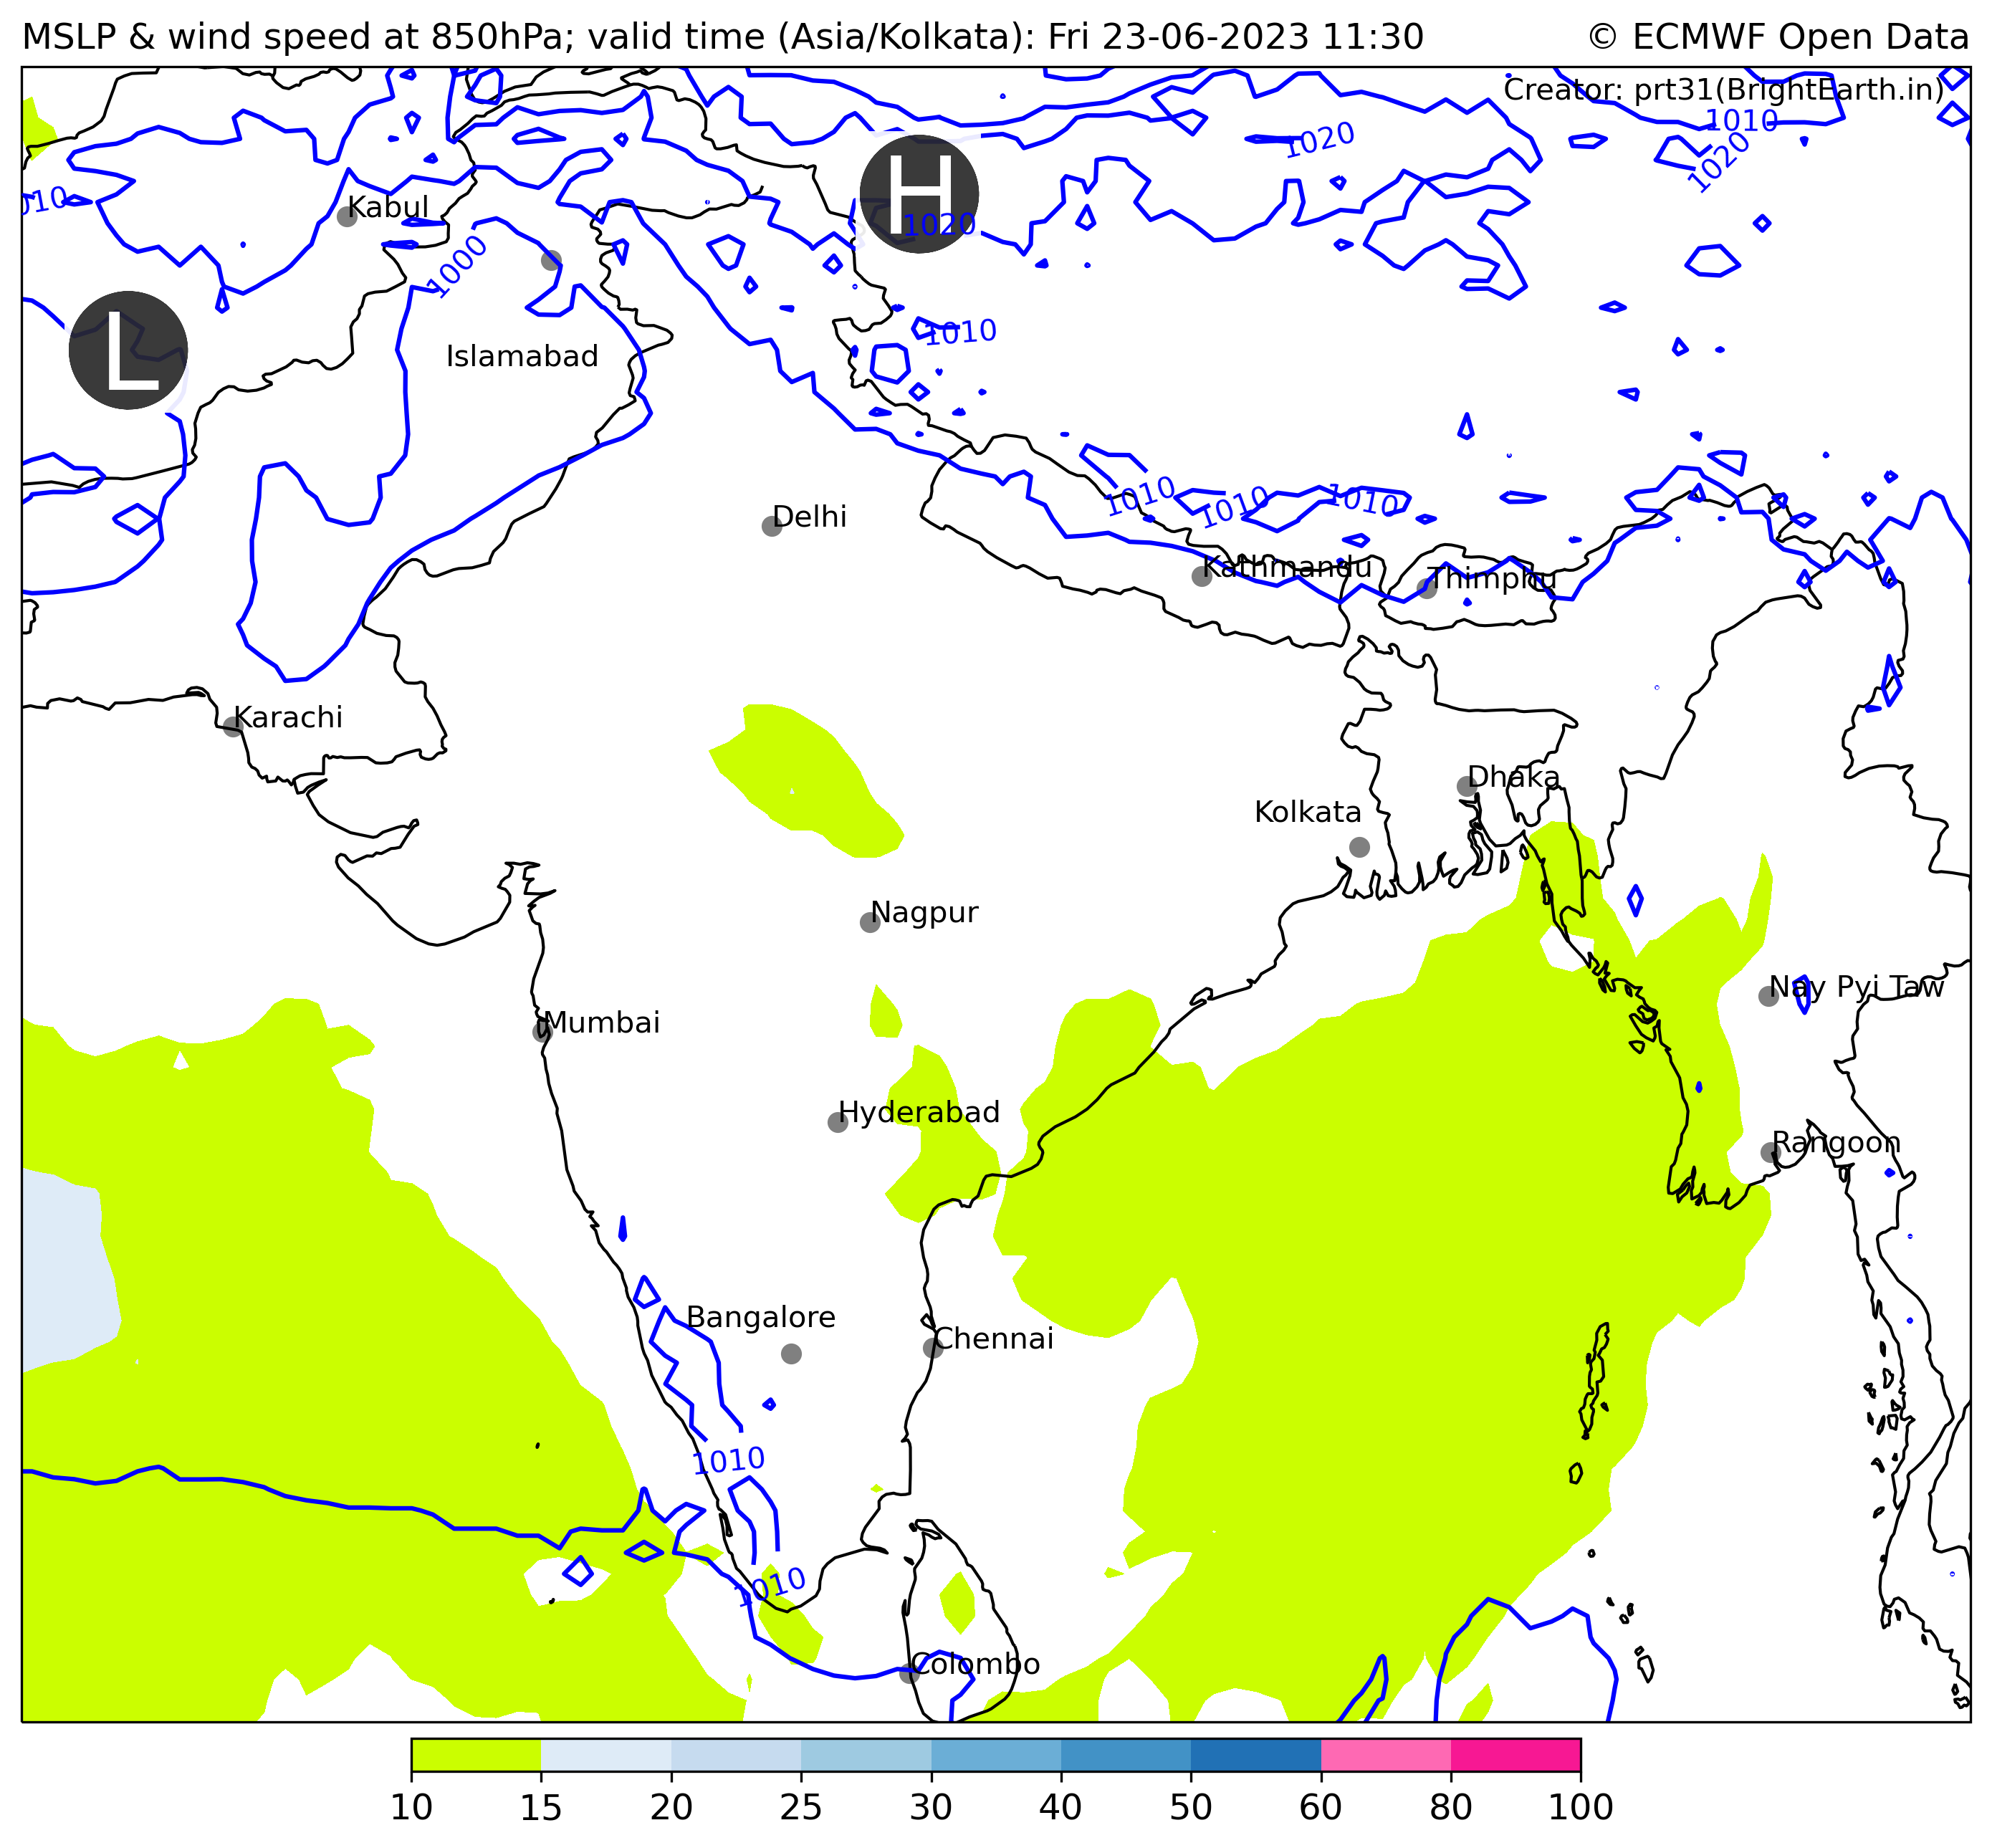 MSLP & wind speed at 850hPa; valid time (Asia/Kolkata): Fri 23-06-2023 11:30
© ECMWF Open Data
Creator: prt31(BrightEarth.in)
1010
1020
1020
H
1020
Kabul
1000
L
1010
Islamabad
Delhi
1010
1010
1010
Kathmandu
Thimphu
Karachi
Dhaka
Kolkata
Nagpur
Nay Pyi Taw
Mumbai
Hyderabad
Rangoon
Bangalore
Chennai
1010
1010
Colombo
10 15 20 25 30 40 50 60 80 100